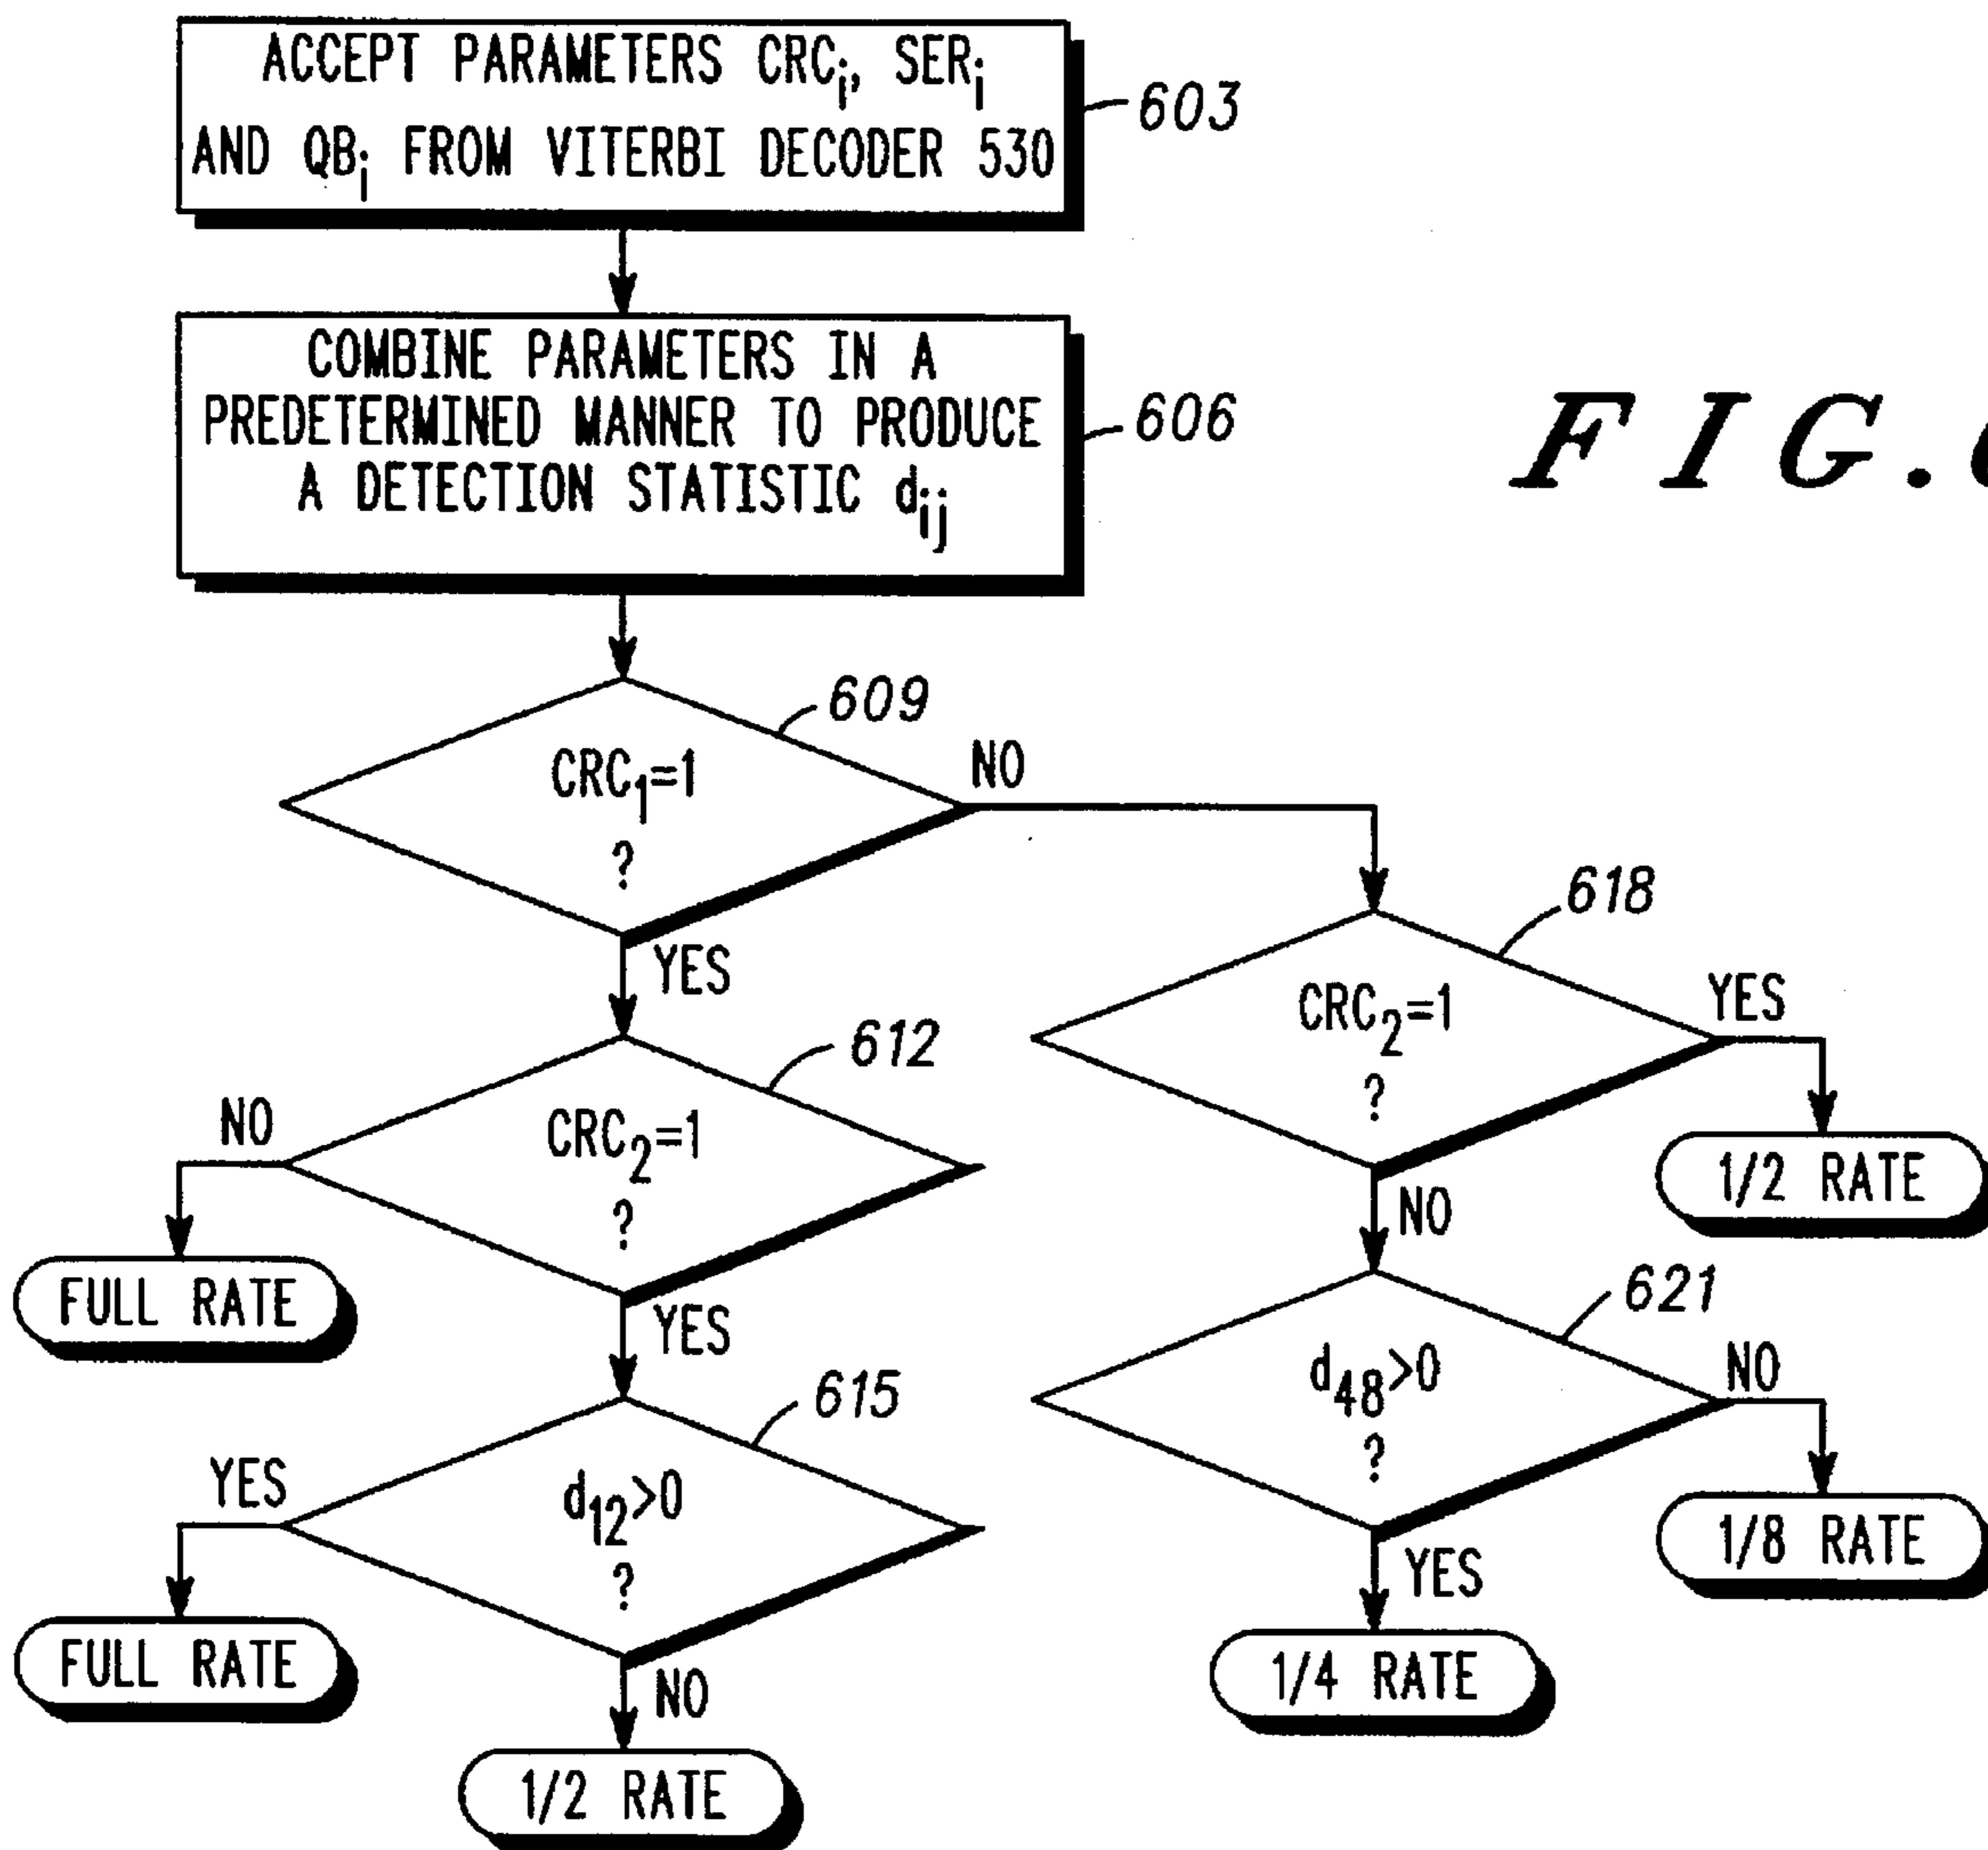 ACCEPT PARAMETERS CRCi, SERi
AND QBi FROM VITERBI DECODER 530
603
COMBINE PARAMETERS IN A
PREDETERMINED MANNER TO PRODUCE
A DETECTION STATISTIC dij
606
FIG.
609
CRC1=1
?
NO
YES
618
CRC2=1
?
YES
NO
1/2 RATE
612
CRC2=1
?
NO
YES
FULL RATE
621
d48>0
?
NO
YES
1/8 RATE
1/4 RATE
615
d12>0
?
YES
NO
FULL RATE
1/2 RATE